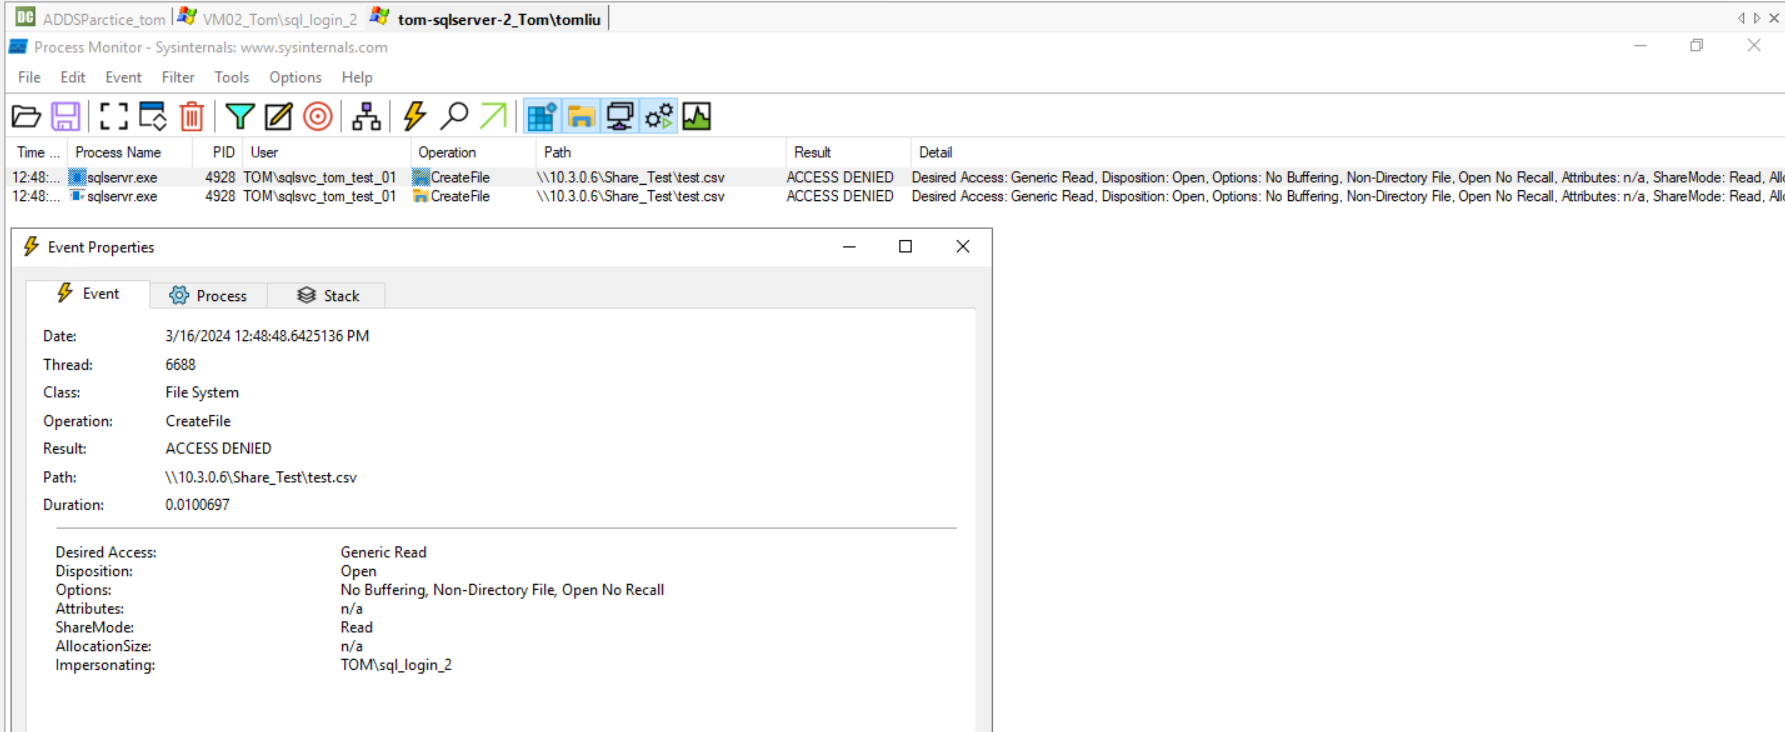 DC ADDSParctice_tom VM02_Tom\sql_login_2 tom-sqlserver-2_Tom\tomliu
Process Monitor - Sysinternals: www.sysinternals.com
File Edit Event Filter Tools Options Help
Time ... Process Name PID User Operation Path Result Detail
12:48:... sqlservr.exe 4928 TOM\sqlsvc_tom_test_01 CreateFile \\10.3.0.6\Share_Test\test.csv ACCESS DENIED Desired Access: Generic Read, Disposition: Open, Options: No Buffering, Non-Directory File, Open No Recall, Attributes: n/a, ShareMode: Read, Allo
12:48:... sqlservr.exe 4928 TOM\sqlsvc_tom_test_01 CreateFile \\10.3.0.6\Share_Test\test.csv ACCESS DENIED Desired Access: Generic Read, Disposition: Open, Options: No Buffering, Non-Directory File, Open No Recall, Attributes: n/a, ShareMode: Read, Allo
Event Properties
Event Process Stack
Date: 3/16/2024 12:48:48.6425136 PM
Thread: 6688
Class: File System
Operation: CreateFile
Result: ACCESS DENIED
Path: \\10.3.0.6\Share_Test\test.csv
Duration: 0.0100697
Desired Access: Generic Read
Disposition: Open
Options: No Buffering, Non-Directory File, Open No Recall
Attributes: n/a
ShareMode: Read
AllocationSize: n/a
Impersonating: TOM\sql_login_2